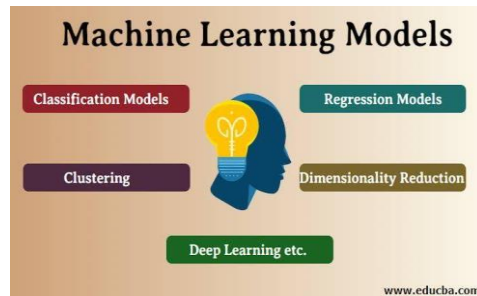 Machine Learning Models
Classification Models
Regression Models
Clustering
Dimensionality Reduction
Deep Learning etc.
www.educba.com